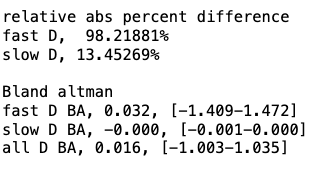 relative abs percent difference
fast D,  98.21881%
slow D, 13.45269%

Bland altman
fast D BA, 0.032, [-1.409-1.472]
slow D BA, -0.000, [-0.001-0.000]
all D BA, 0.016, [-1.003-1.035]